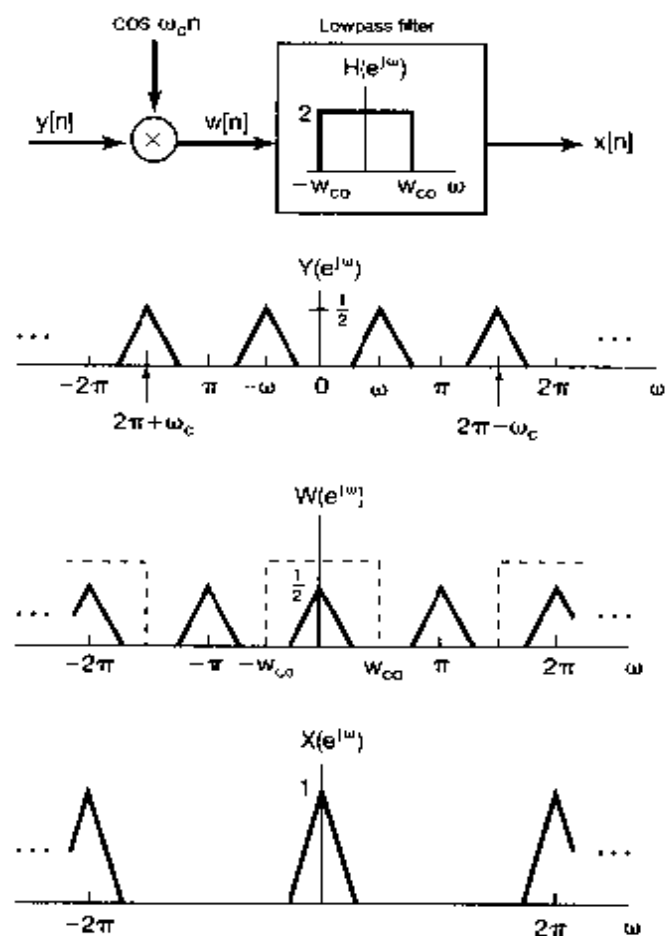 cos ω_c n
Lowpass filter
H(e^{jω})
2
y[n] × w[n] x[n]
−w_co w_co ω
Y(e^{jω})
1/2
... ...
−2π π −ω 0 ω π 2π ω
2π+ω_c 2π−ω_c
W(e^{jω]
1/2
... ...
−2π −π −w_co w_co π 2π ω
X(e^{jω})
1
... ...
−2π 2π ω